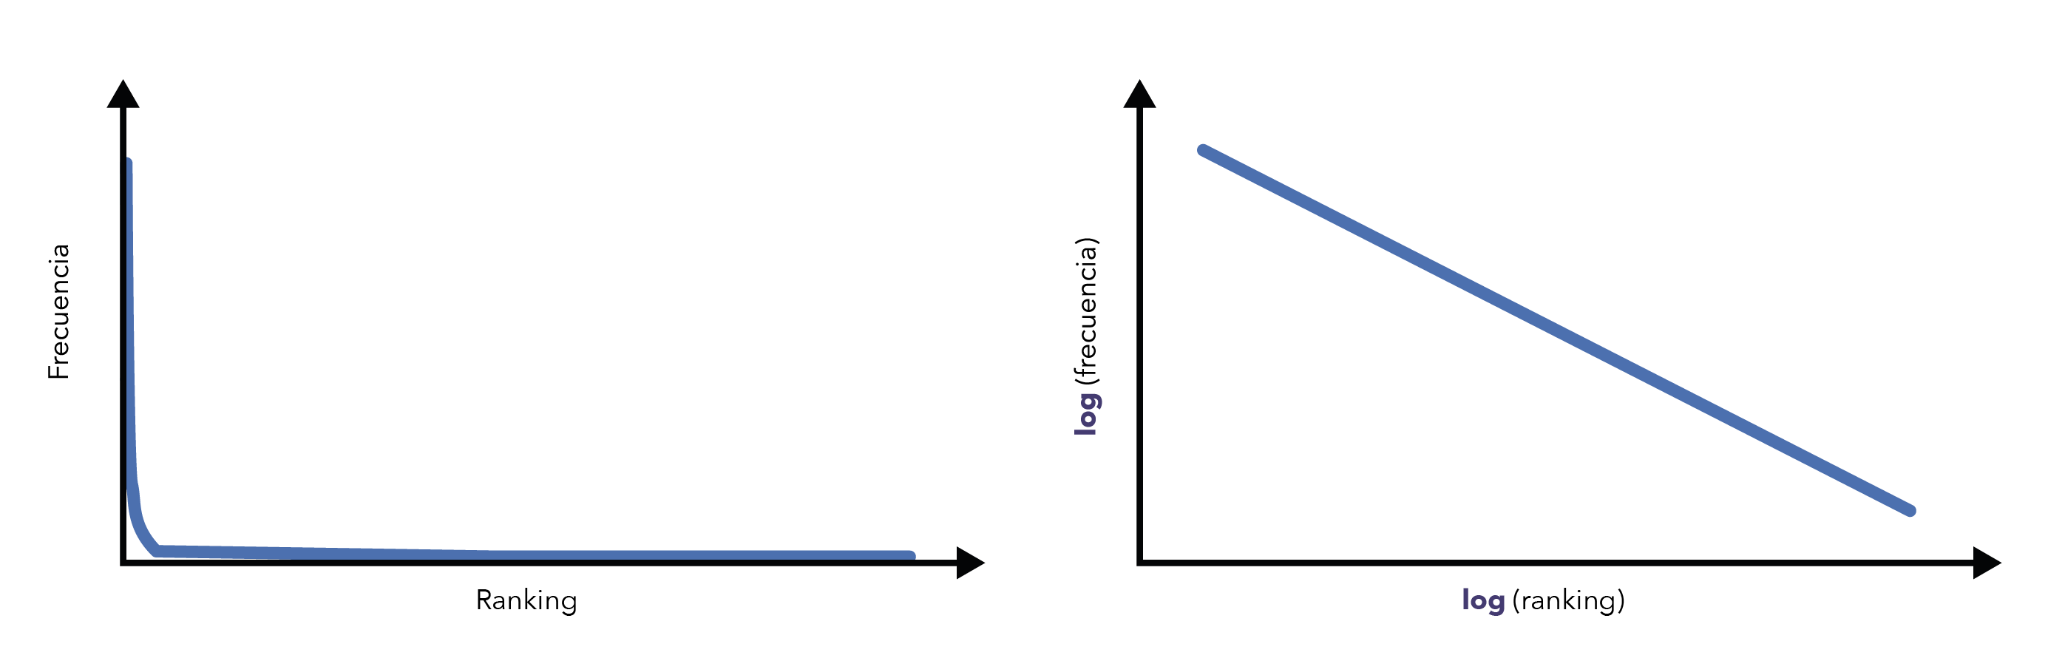 Frecuencia
Ranking
log (frecuencia)
log (ranking)